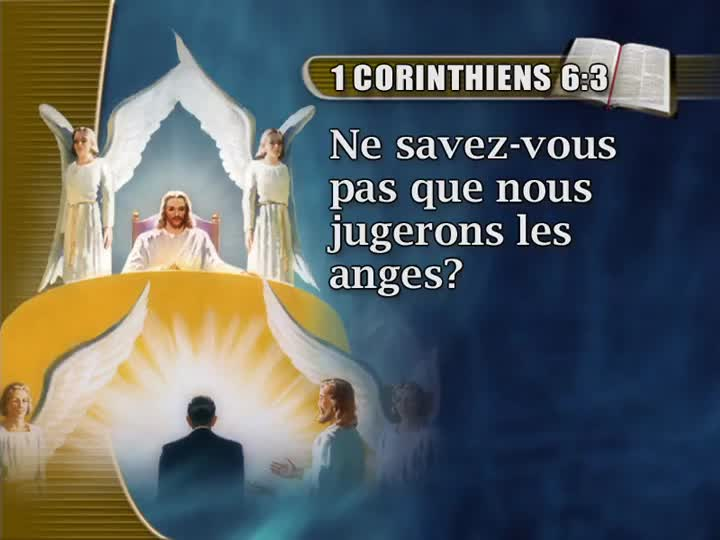 1 CORINTHIENS 6:3
Ne savez-vous
pas que nous
jugerons les
anges?